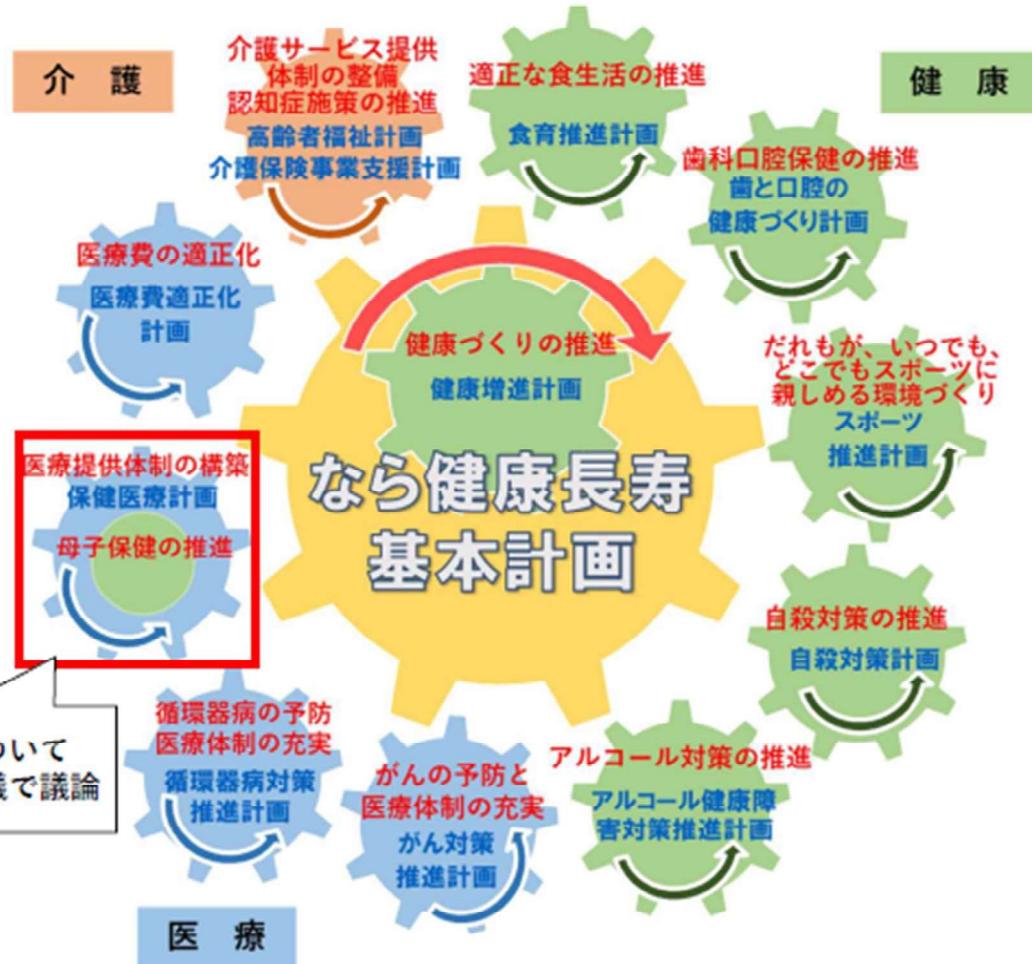 介 護
介護サービス提供
体制の整備
認知症施策の推進
高齢者福祉計画
介護保険事業支援計画
適正な食生活の推進
食育推進計画
健 康
歯科口腔保健の推進
歯と口腔の
健康づくり計画
医療費の適正化
医療費適正化
計画
健康づくりの推進
健康増進計画
だれもが、いつでも、
どこでもスポーツに
親しめる環境づくり
スポーツ
推進計画
なら健康長寿
基本計画
医療提供体制の構築
保健医療計画
母子保健の推進
自殺対策の推進
自殺対策計画
ついて
議で議論
循環器病の予防
医療体制の充実
循環器病対策
推進計画
がんの予防と
医療体制の充実
がん対策
推進計画
アルコール対策の推進
アルコール健康障
害対策推進計画
医 療